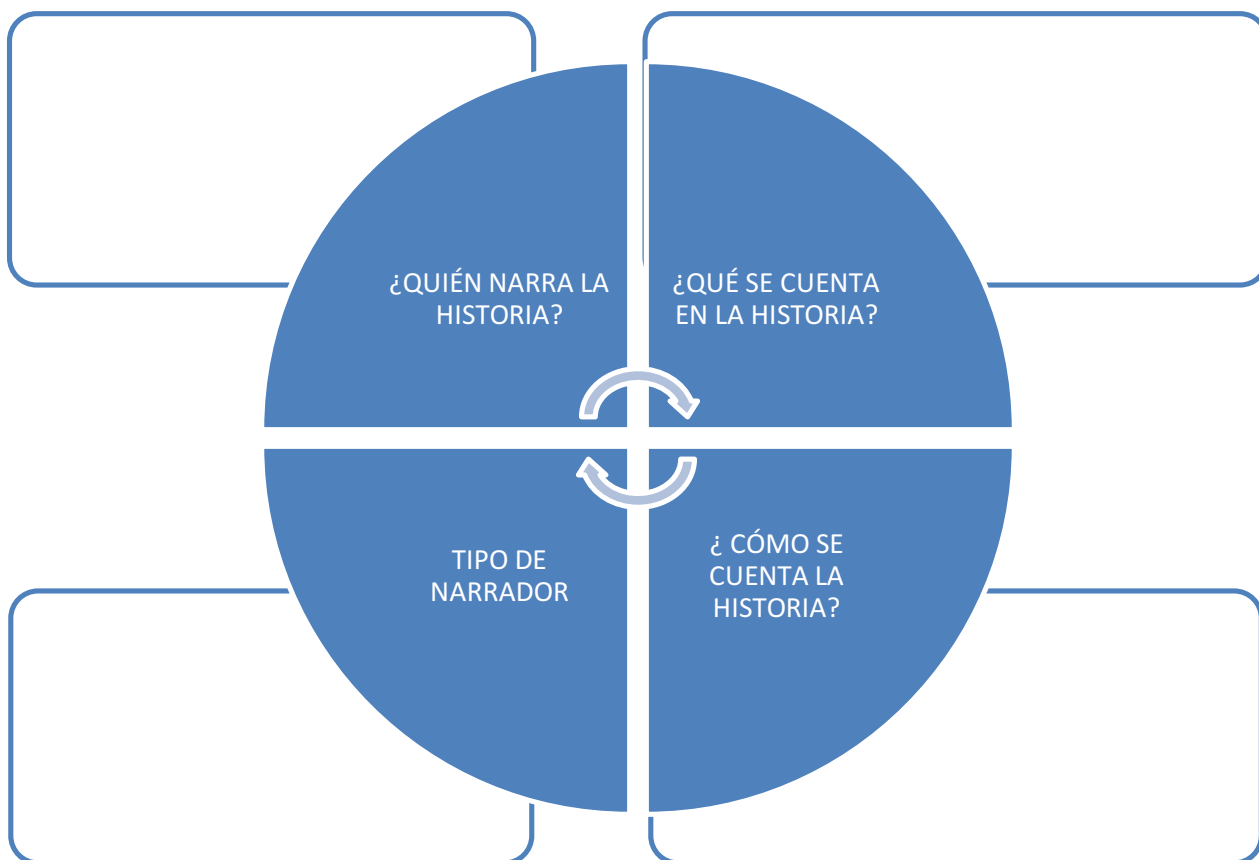 ¿QUIÉN NARRA LA
HISTORIA?
¿QUÉ SE CUENTA
EN LA HISTORIA?
TIPO DE
NARRADOR
¿ CÓMO SE
CUENTA LA
HISTORIA?